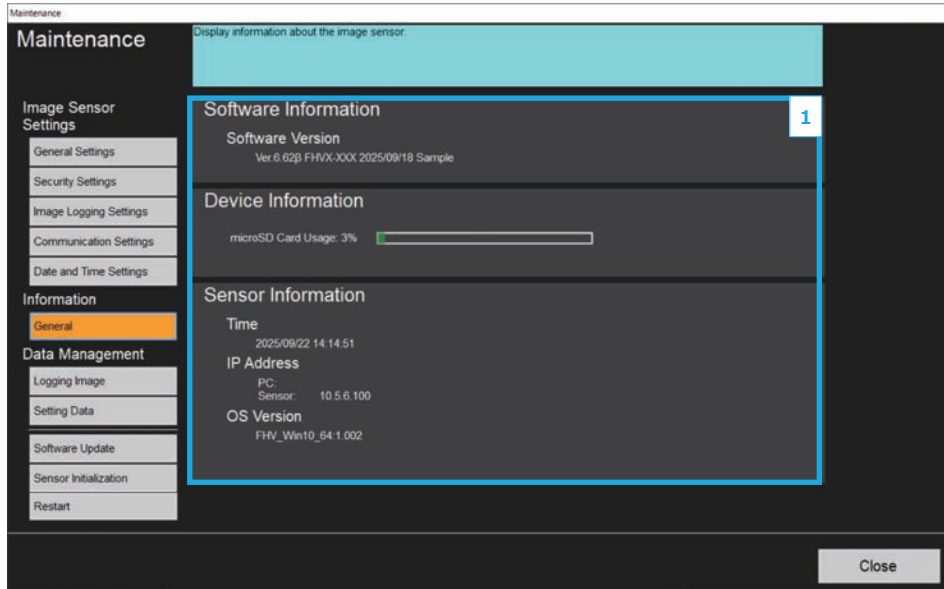 Maintenance
Maintenance
Display information about the image sensor.
Image Sensor
Settings
General Settings
Security Settings
Image Logging Settings
Communication Settings
Date and Time Settings
Information
General
Data Management
Logging Image
Setting Data
Software Update
Sensor Initialization
Restart
1
Software Information
Software Version
Ver.6.62β FHVX-XXX 2025/09/18 Sample
Device Information
microSD Card Usage: 3%
Sensor Information
Time
2025/09/22 14:14:51
IP Address
PC:
Sensor: 10.5.6.100
OS Version
FHV_Win10_64:1.002
Close